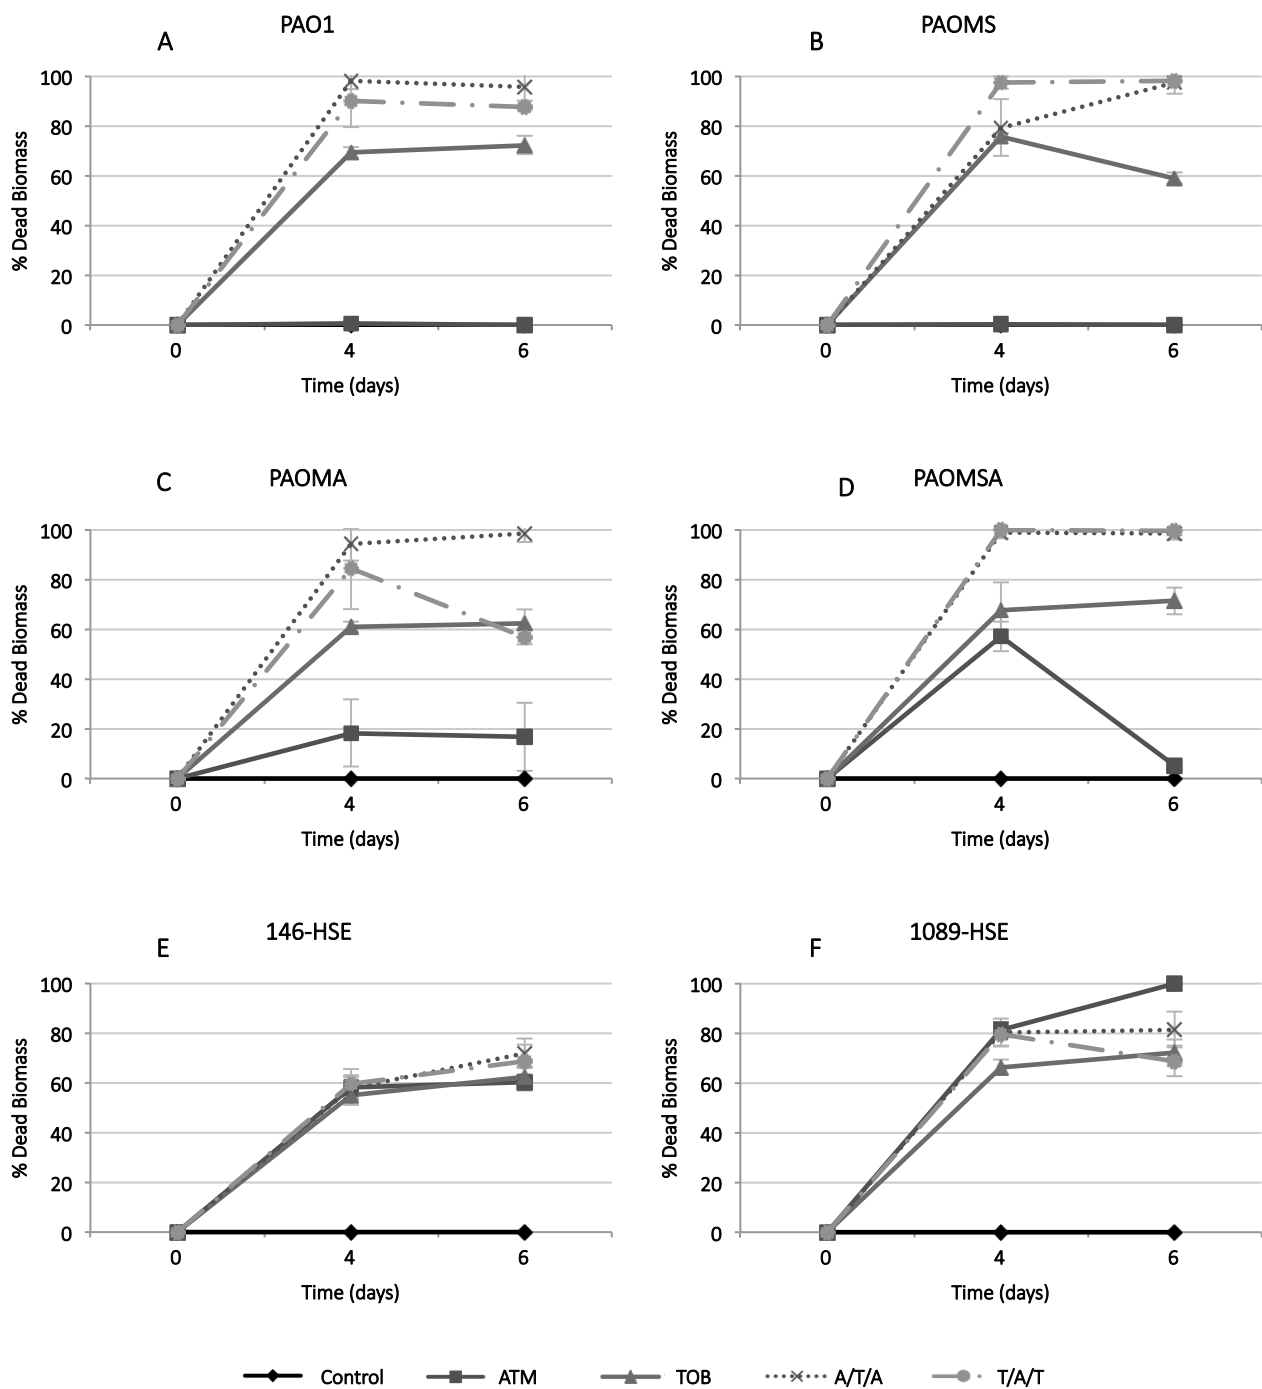 PAO1
PAOMS
A
B
100
80
60
40
20
0
% Dead Biomass
0 4 6
Time (days)
100
80
60
40
20
0
% Dead Biomass
0 4 6
Time (days)
PAOMA
PAOMSA
C
D
100
80
60
40
20
0
% Dead Biomass
0 4 6
Time (days)
100
80
60
40
20
0
% Dead Biomass
0 4 6
Time (days)
146-HSE
1089-HSE
E
F
100
80
60
40
20
0
% Dead Biomass
0 4 6
Time (days)
100
80
60
40
20
0
% Dead Biomass
0 4 6
Time (days)
Control ATM TOB A/T/A T/A/T